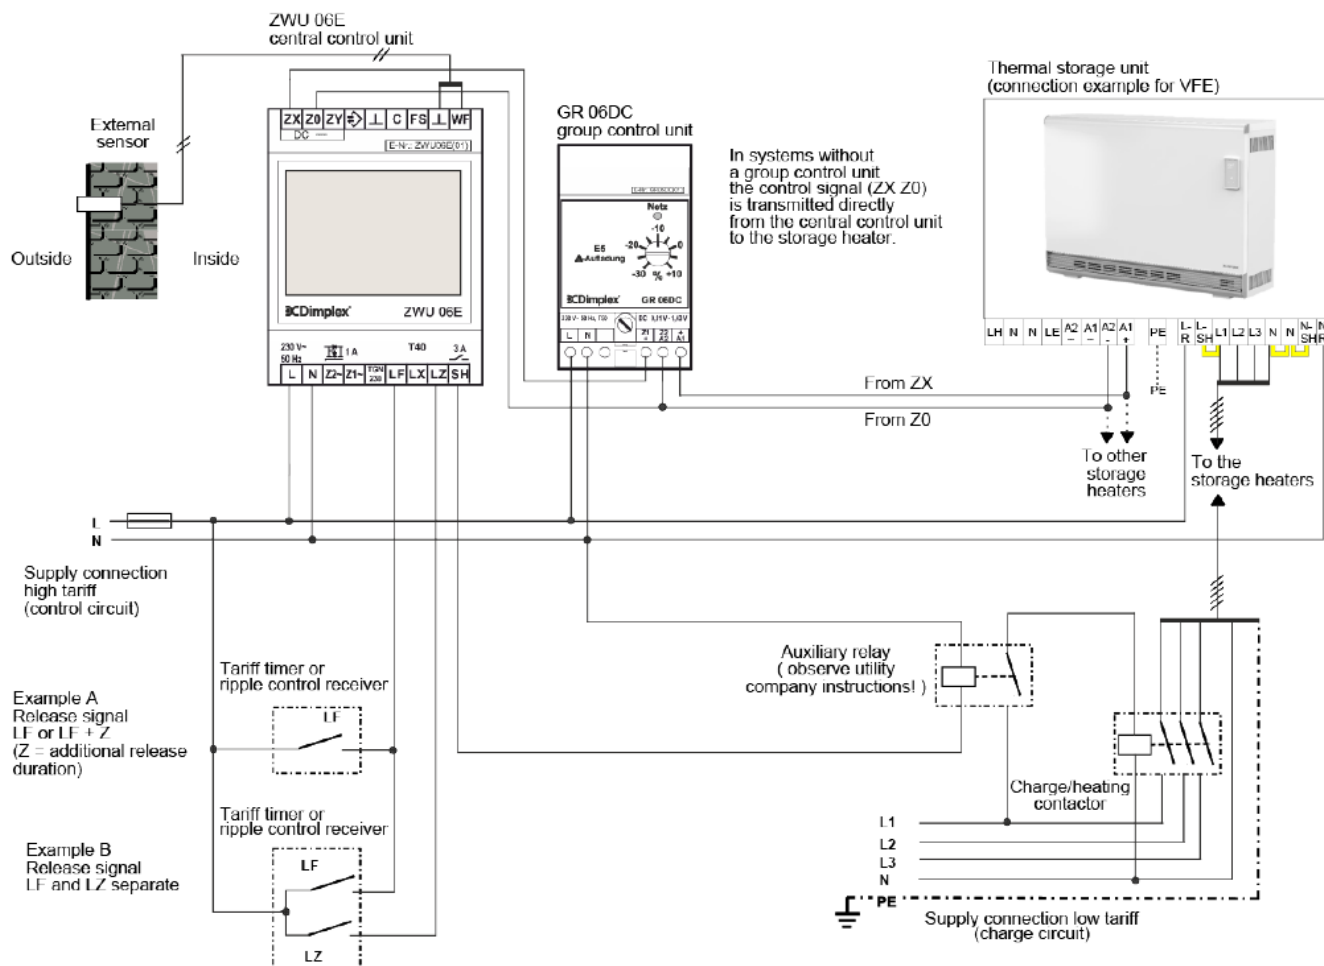 ZWU 06E
central control unit
Thermal storage unit
(connection example for VFE)
GR 06DC
group control unit
External
sensor
Outside
Inside
ZX Z0 ZY ⊥ C FS ⊥ WF
DC
E-Nr.: ZWU06E(01)
Dimplex
ZWU 06E
230 V~
50 Hz
1 A
T40
3 A
L N Z2~ Z1~ TGN 230 LF LX LZ SH
Netz
-10
-20
0
-30 % +10
E5
Aufladung
Dimplex
GR 06DC
L N
Z1 +
Z2 A2
+ A1
In systems without
a group control unit
the control signal (ZX Z0)
is transmitted directly
from the central control unit
to the storage heater.
LH N N LE A2 ~ A1 ~ A2 - A1 + PE L-R L-SH L1 L2 L3 N N N-SH
PE
From ZX
From Z0
To other
storage
heaters
To the
storage heaters
L
N
Supply connection
high tariff
(control circuit)
Tariff timer or
ripple control receiver
Example A
Release signal
LF or LF + Z
(Z = additional release
duration)
LF
Tariff timer or
ripple control receiver
Example B
Release signal
LF and LZ separate
LF
LZ
Auxiliary relay
( observe utility
company instructions! )
Charge/heating
contactor
L1
L2
L3
N
PE
Supply connection low tariff
(charge circuit)